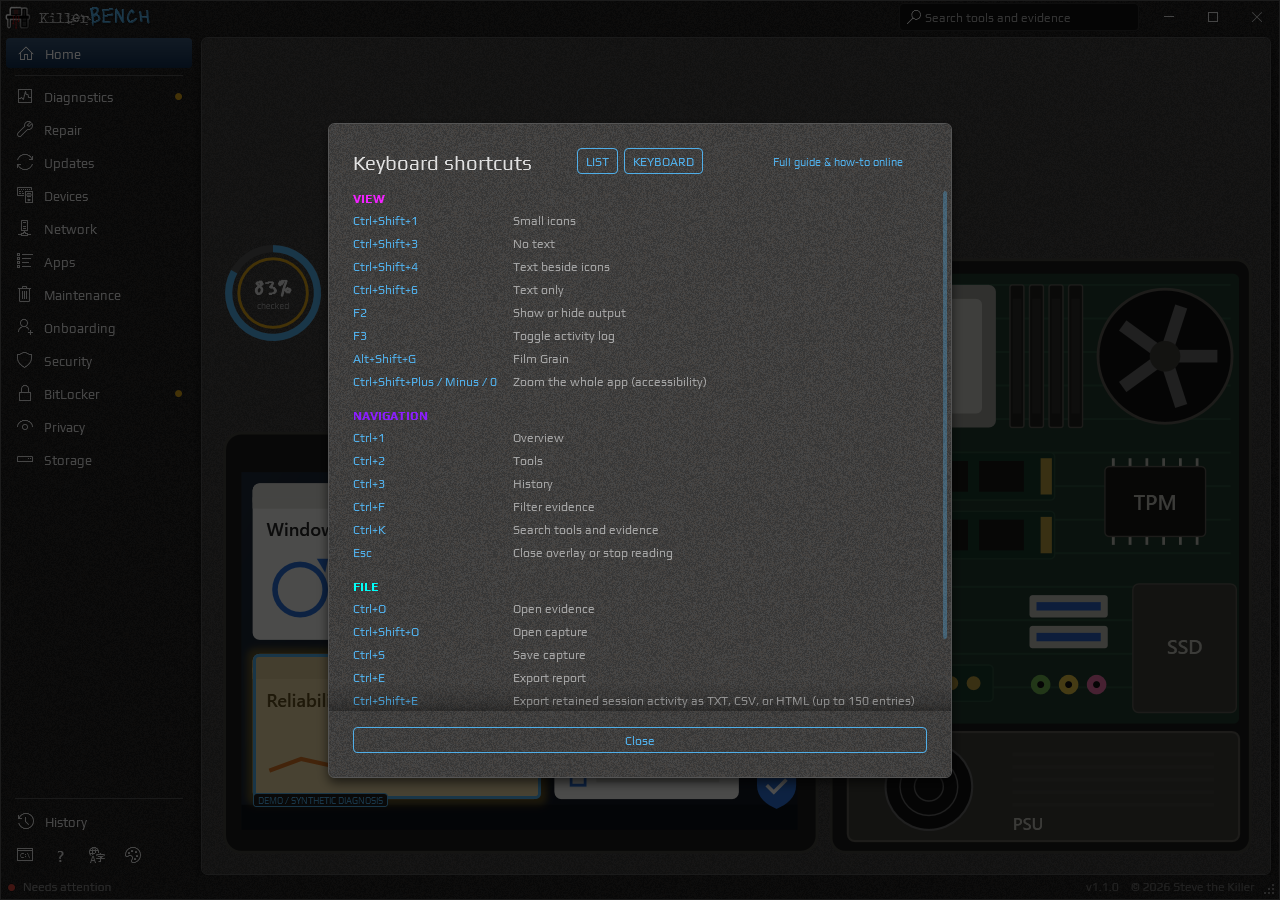 KillerBENCH
Search tools and evidence
Home
Diagnostics
Repair
Updates
Devices
Network
Apps
Maintenance
Onboarding
Security
BitLocker
Privacy
Storage
History
C:\
?
A字
Needs attention
83%
checked
Window
Reliabil
DEMO / SYNTHETIC DIAGNOSIS
Keyboard shortcuts
LIST KEYBOARD
Full guide & how-to online
VIEW
Ctrl+Shift+1 Small icons
Ctrl+Shift+3 No text
Ctrl+Shift+4 Text beside icons
Ctrl+Shift+6 Text only
F2 Show or hide output
F3 Toggle activity log
Alt+Shift+G Film Grain
Ctrl+Shift+Plus / Minus / 0 Zoom the whole app (accessibility)
NAVIGATION
Ctrl+1 Overview
Ctrl+2 Tools
Ctrl+3 History
Ctrl+F Filter evidence
Ctrl+K Search tools and evidence
Esc Close overlay or stop reading
FILE
Ctrl+O Open evidence
Ctrl+Shift+O Open capture
Ctrl+S Save capture
Ctrl+E Export report
Ctrl+Shift+E Export retained session activity as TXT, CSV, or HTML (up to 150 entries)
Close
TPM
SSD
PSU
v1.1.0 © 2026 Steve the Killer